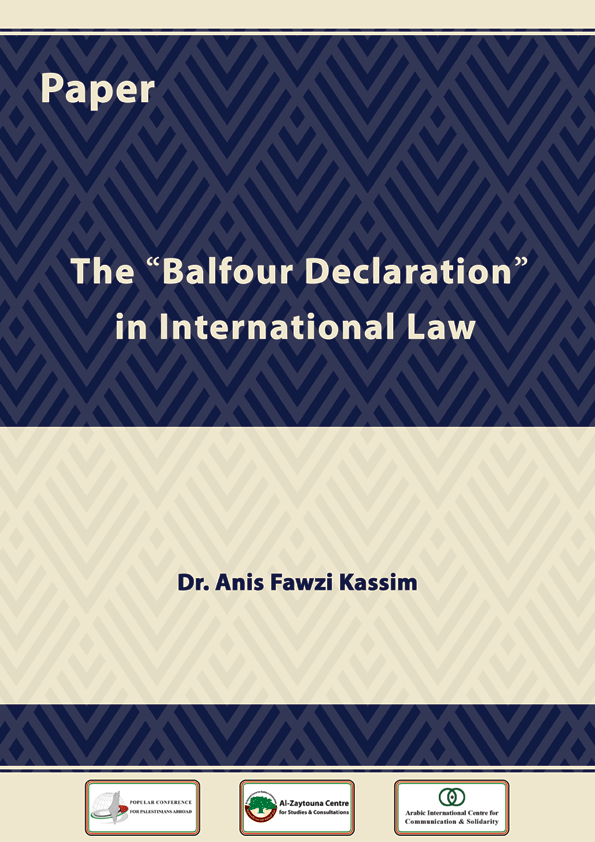 Paper
The “Balfour Declaration”
in International Law
Dr. Anis Fawzi Kassim
POPULAR CONFERENCE
FOR PALESTINIANS ABROAD
Al-Zaytouna Centre
for Studies & Consultations
Arabic International Centre for
Communication & Solidarity